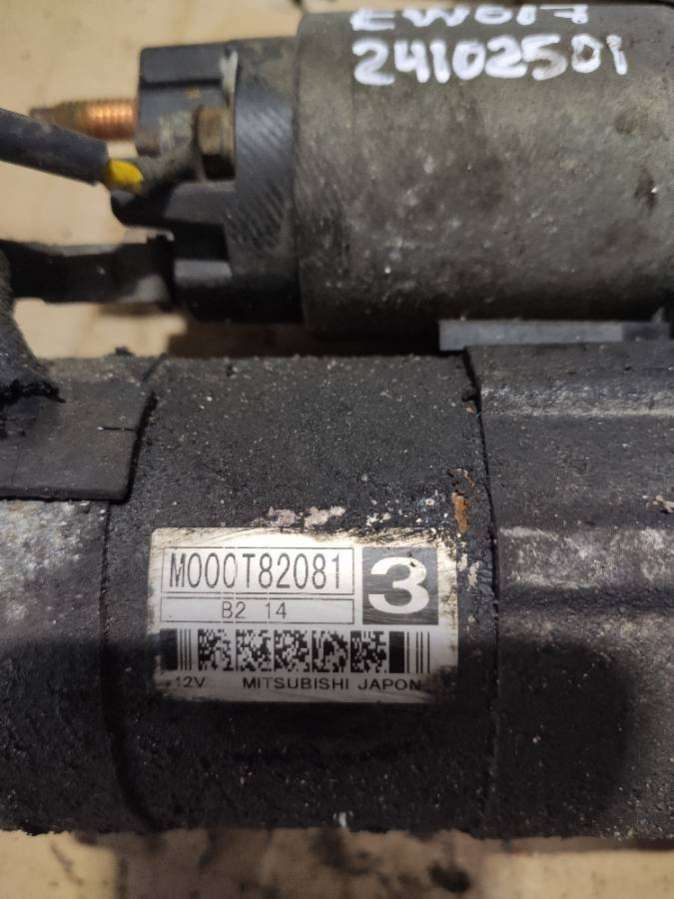 24102501
M000T82081
3
B2 14
12V MITSUBISHI JAPON